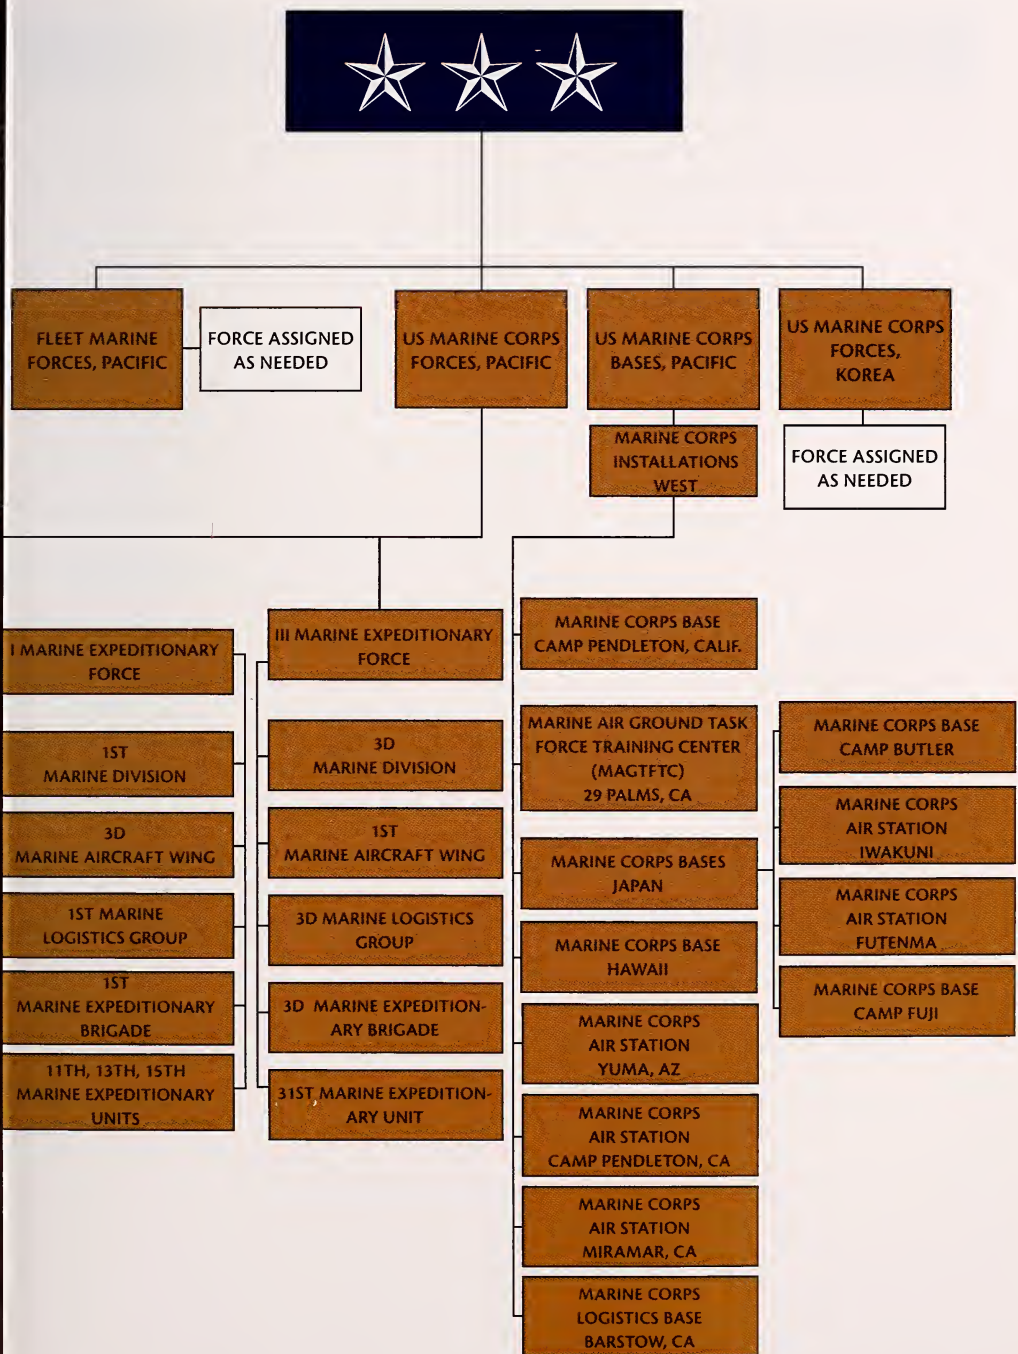 FLEET MARINE
FORCES, PACIFIC
FORCE ASSIGNED
AS NEEDED
US MARINE CORPS
FORCES, PACIFIC
US MARINE CORPS
BASES, PACIFIC
US MARINE CORPS
FORCES,
KOREA
MARINE CORPS
INSTALLATIONS
WEST
FORCE ASSIGNED
AS NEEDED
I MARINE EXPEDITIONARY
FORCE
1ST
MARINE DIVISION
3D
MARINE AIRCRAFT WING
1ST MARINE
LOGISTICS GROUP
1ST
MARINE EXPEDITIONARY
BRIGADE
11TH, 13TH, 15TH
MARINE EXPEDITIONARY
UNITS
III MARINE EXPEDITIONARY
FORCE
3D
MARINE DIVISION
1ST
MARINE AIRCRAFT WING
3D MARINE LOGISTICS
GROUP
3D MARINE EXPEDITION-
ARY BRIGADE
31ST MARINE EXPEDITION-
ARY UNIT
MARINE CORPS BASE
CAMP PENDLETON, CALIF.
MARINE AIR GROUND TASK
FORCE TRAINING CENTER
(MAGTFTC)
29 PALMS, CA
MARINE CORPS BASES
JAPAN
MARINE CORPS BASE
HAWAII
MARINE CORPS
AIR STATION
YUMA, AZ
MARINE CORPS
AIR STATION
CAMP PENDLETON, CA
MARINE CORPS
AIR STATION
MIRAMAR, CA
MARINE CORPS
LOGISTICS BASE
BARSTOW, CA
MARINE CORPS BASE
CAMP BUTLER
MARINE CORPS
AIR STATION
IWAKUNI
MARINE CORPS
AIR STATION
FUTENMA
MARINE CORPS BASE
CAMP FUJI